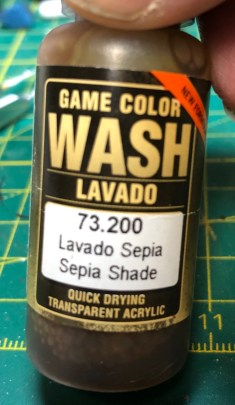 NEW FORMULA
GAME COLOR
WASH
LAVADO
73.200
Lavado Sepia
Sepia Shade
QUICK DRYING
TRANSPARENT ACRYLIC
11